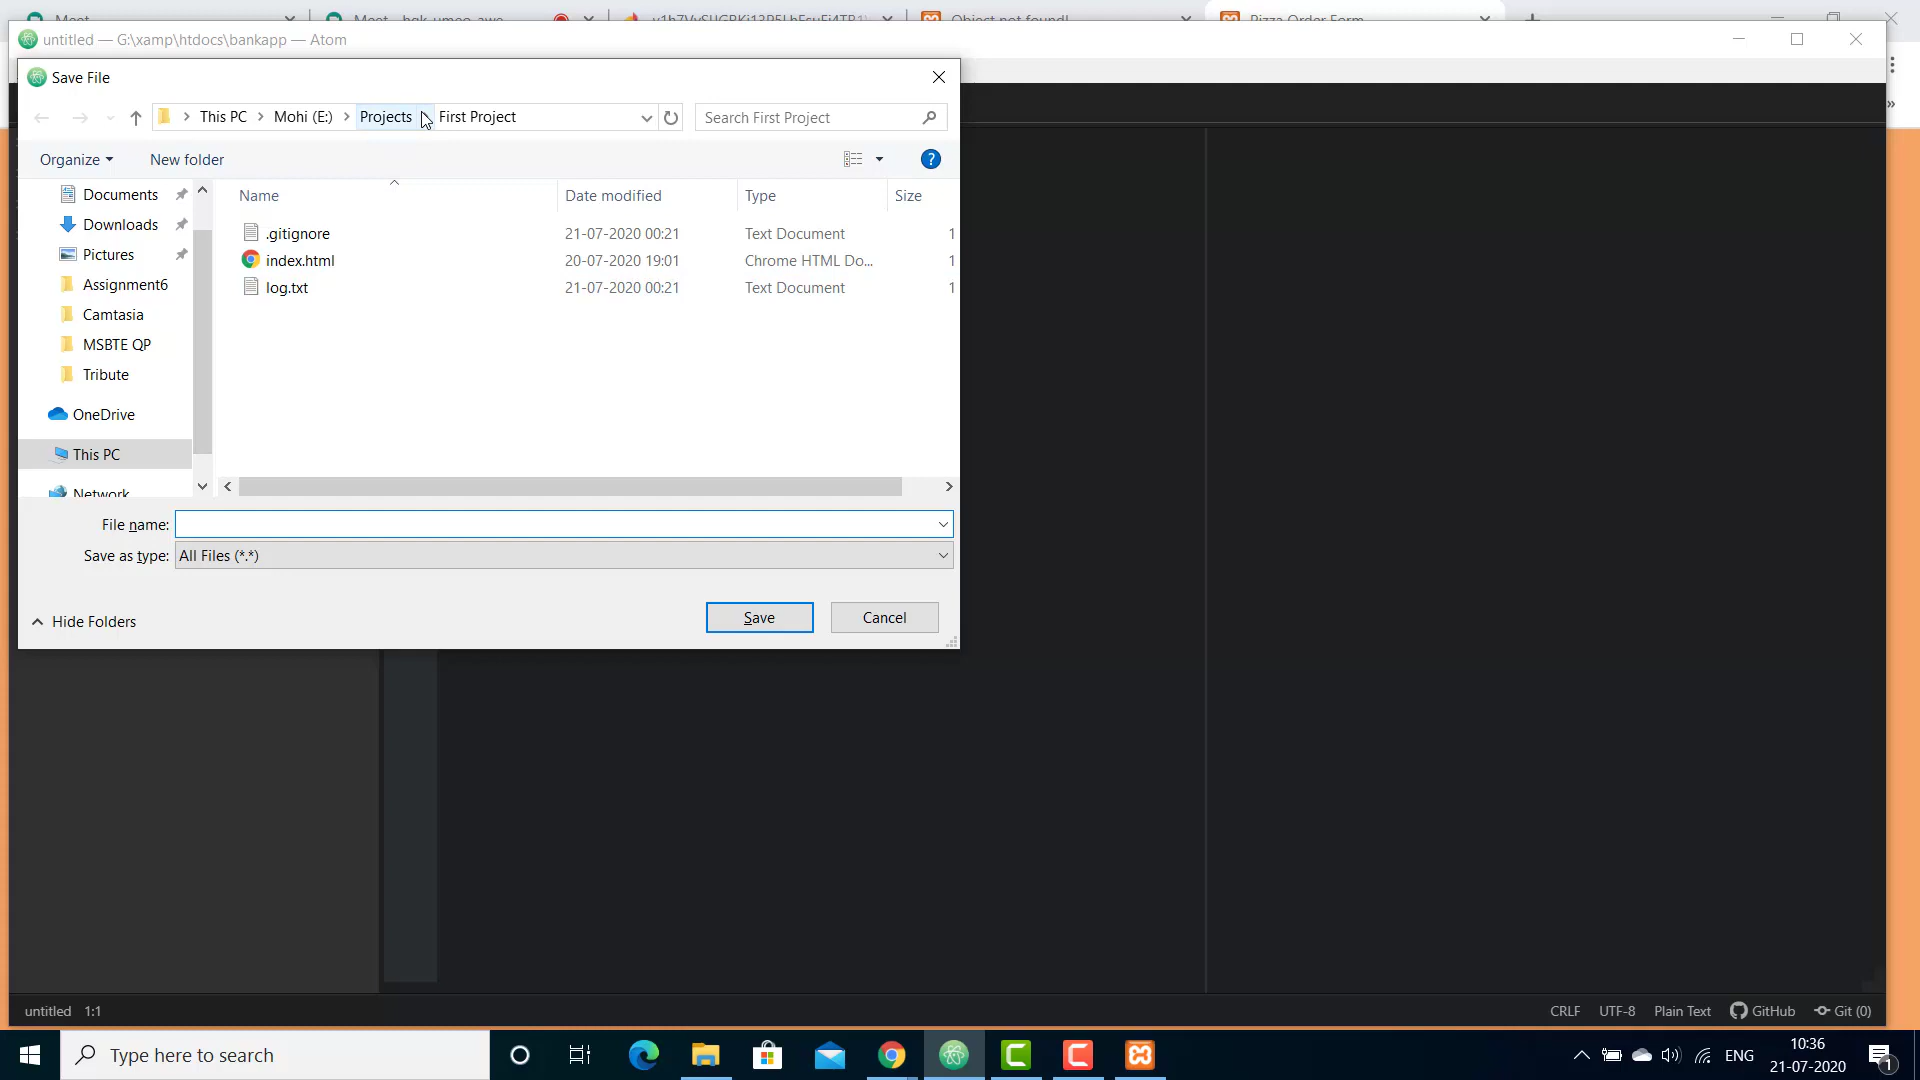 untitled — G:\xamp\htdocs\bankapp — Atom
Save File
This PC
Mohi (E:)
Projects
First Project
Search First Project
Organize
New folder
?
Name
Date modified
Type
Size
Documents
Downloads
Pictures
Assignment6
Camtasia
MSBTE QP
Tribute
OneDrive
This PC
Network
.gitignore 21-07-2020 00:21 Text Document 1
index.html 20-07-2020 19:01 Chrome HTML Do... 1
log.txt 21-07-2020 00:21 Text Document 1
File name:
Save as type: All Files (*.*)
Hide Folders
Save
Cancel
untitled 1:1
CRLF UTF-8 Plain Text GitHub Git (0)
Type here to search
ENG
10:36
21-07-2020
1